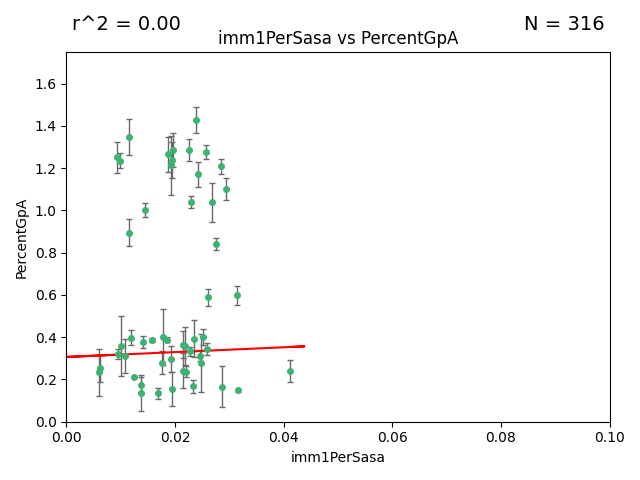 r^2 = 0.00
N = 316
imm1PerSasa vs PercentGpA
PercentGpA
1.6
1.4
1.2
1.0
0.8
0.6
0.4
0.2
0.0
0.00 0.02 0.04 0.06 0.08 0.10
imm1PerSasa